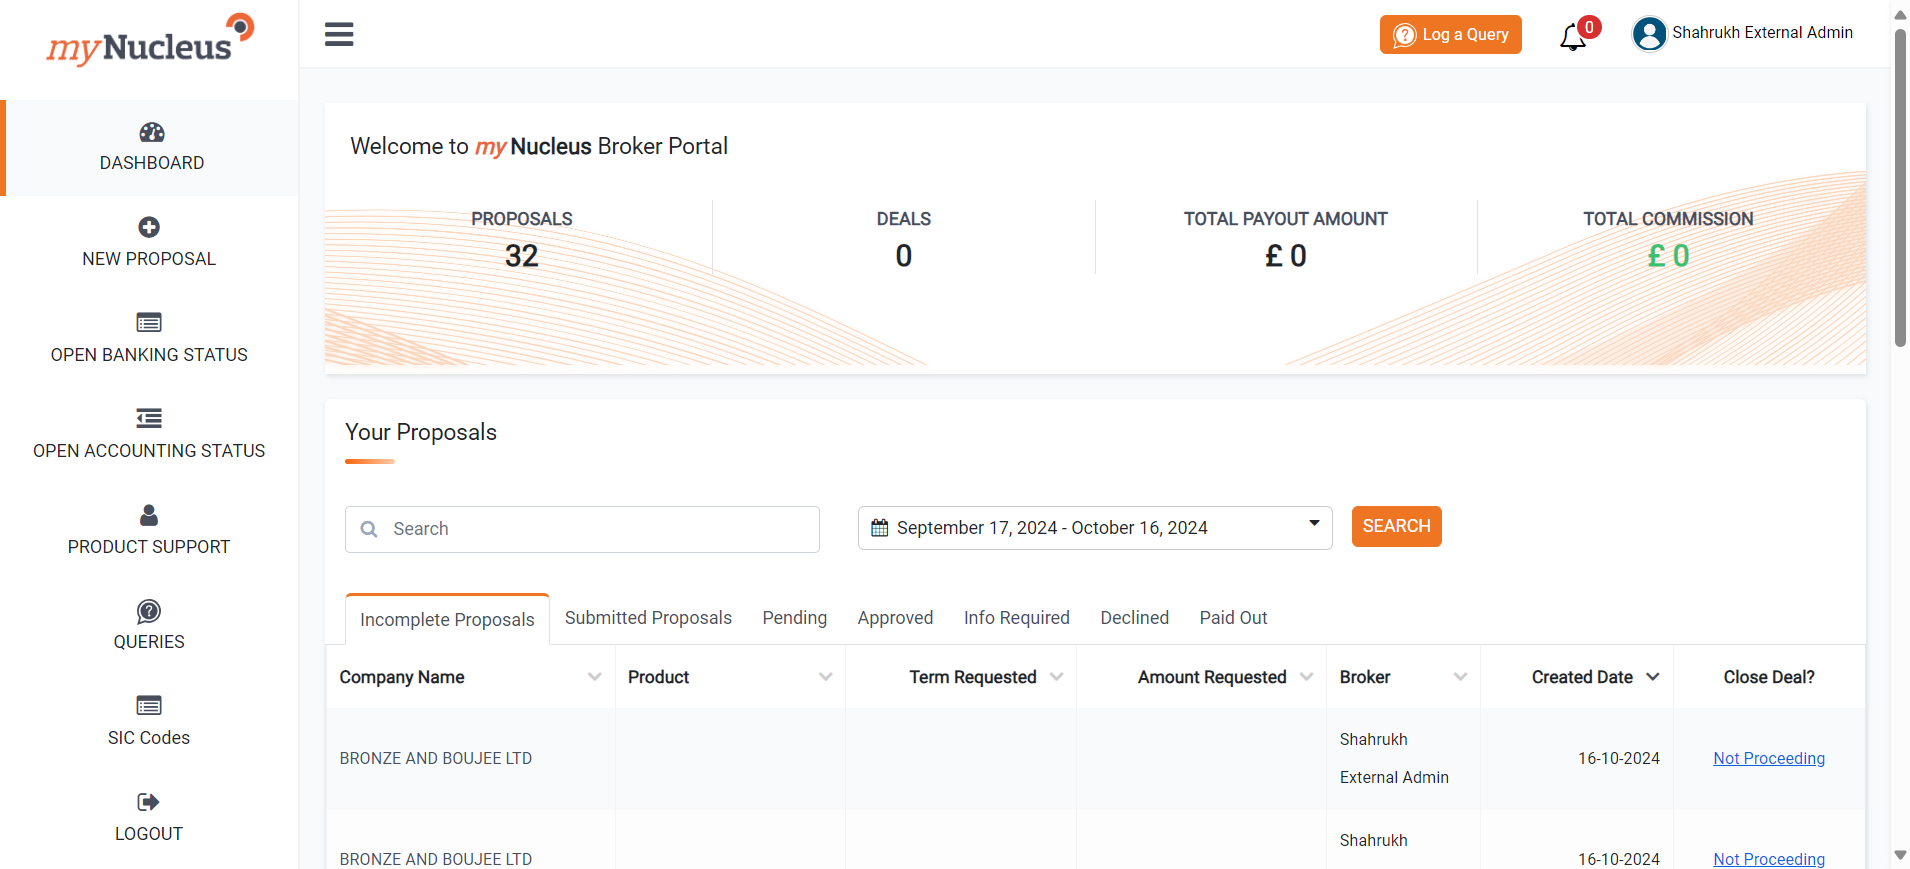 myNucleus
Log a Query
0
Shahrukh External Admin
DASHBOARD
NEW PROPOSAL
OPEN BANKING STATUS
OPEN ACCOUNTING STATUS
PRODUCT SUPPORT
QUERIES
SIC Codes
LOGOUT
Welcome to my Nucleus Broker Portal
PROPOSALS
32
DEALS
0
TOTAL PAYOUT AMOUNT
£ 0
TOTAL COMMISSION
£ 0
Your Proposals
Search
September 17, 2024 - October 16, 2024
SEARCH
Incomplete Proposals Submitted Proposals Pending Approved Info Required Declined Paid Out
Company Name Product Term Requested Amount Requested Broker Created Date Close Deal?
BRONZE AND BOUJEE LTD
Shahrukh
External Admin
16-10-2024
Not Proceeding
BRONZE AND BOUJEE LTD
Shahrukh
16-10-2024
Not Proceeding